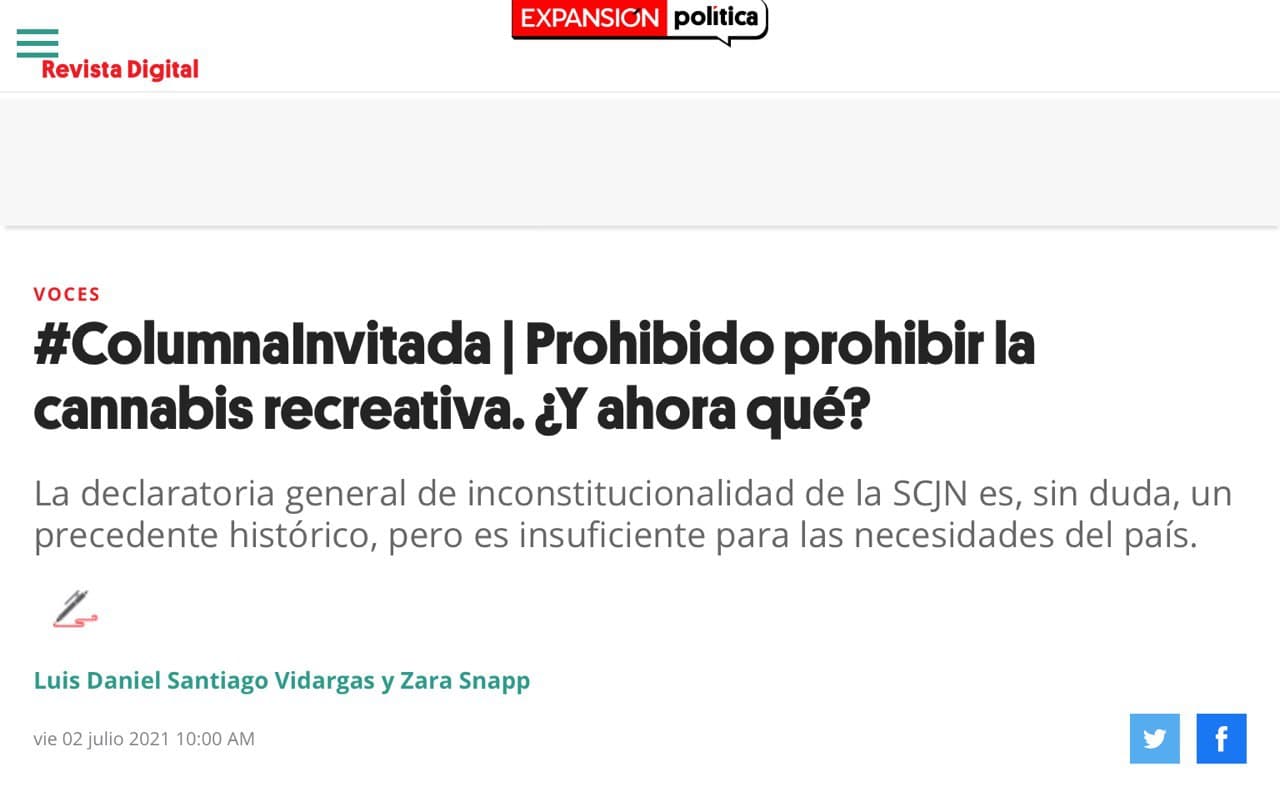 EXPANSIÓN política
Revista Digital
VOCES
#ColumnaInvitada | Prohibido prohibir la
cannabis recreativa. ¿Y ahora qué?
La declaratoria general de inconstitucionalidad de la SCJN es, sin duda, un
precedente histórico, pero es insuficiente para las necesidades del país.
Luis Daniel Santiago Vidargas y Zara Snapp
vie 02 julio 2021 10:00 AM